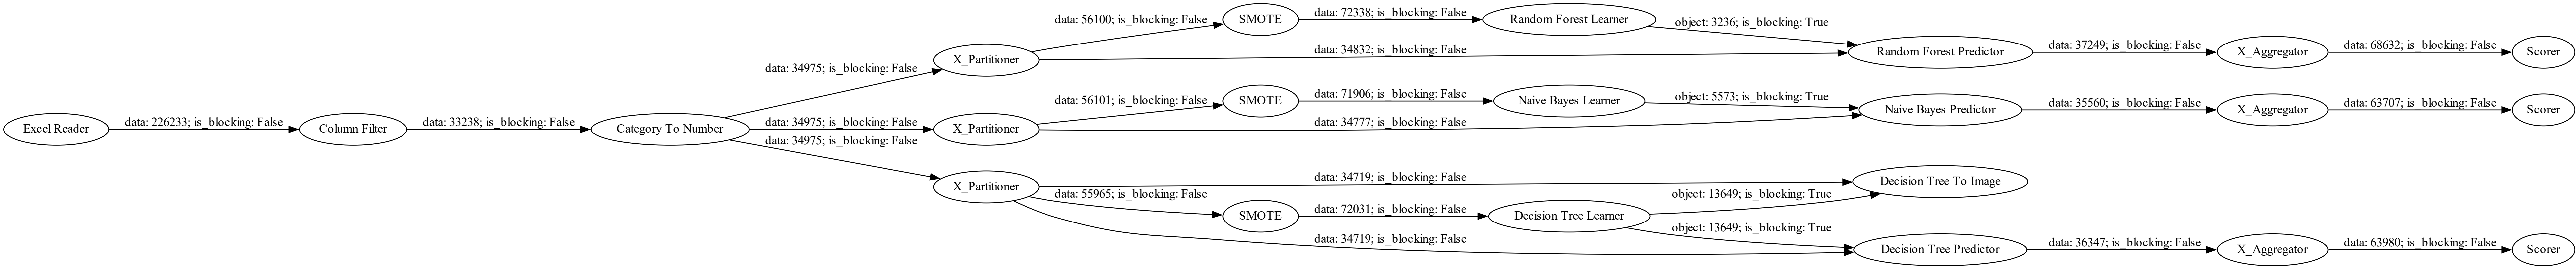 data: 56100; is_blocking: False
SMOTE
data: 72338; is_blocking: False
Random Forest Learner
object: 3236; is_blocking: True
data: 34975; is_blocking: False
X_Partitioner
data: 34832; is_blocking: False
Random Forest Predictor
data: 37249; is_blocking: False
X_Aggregator
data: 68632; is_blocking: False
Scorer
Excel Reader
data: 226233; is_blocking: False
Column Filter
data: 33238; is_blocking: False
Category To Number
data: 34975; is_blocking: False
X_Partitioner
data: 56101; is_blocking: False
SMOTE
data: 71906; is_blocking: False
Naive Bayes Learner
object: 5573; is_blocking: True
data: 34777; is_blocking: False
Naive Bayes Predictor
data: 35560; is_blocking: False
X_Aggregator
data: 63707; is_blocking: False
Scorer
data: 34975; is_blocking: False
X_Partitioner
data: 34719; is_blocking: False
Decision Tree To Image
data: 55965; is_blocking: False
SMOTE
data: 72031; is_blocking: False
Decision Tree Learner
object: 13649; is_blocking: True
object: 13649; is_blocking: True
data: 34719; is_blocking: False
Decision Tree Predictor
data: 36347; is_blocking: False
X_Aggregator
data: 63980; is_blocking: False
Scorer